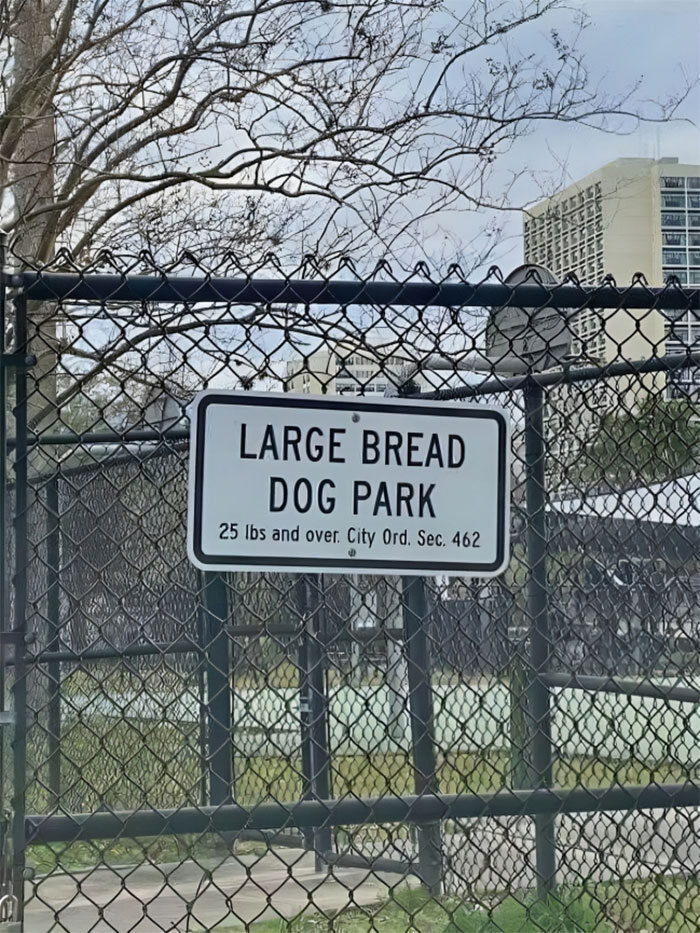 LARGE BREAD
DOG PARK
25 lbs and over. City Ord. Sec. 462